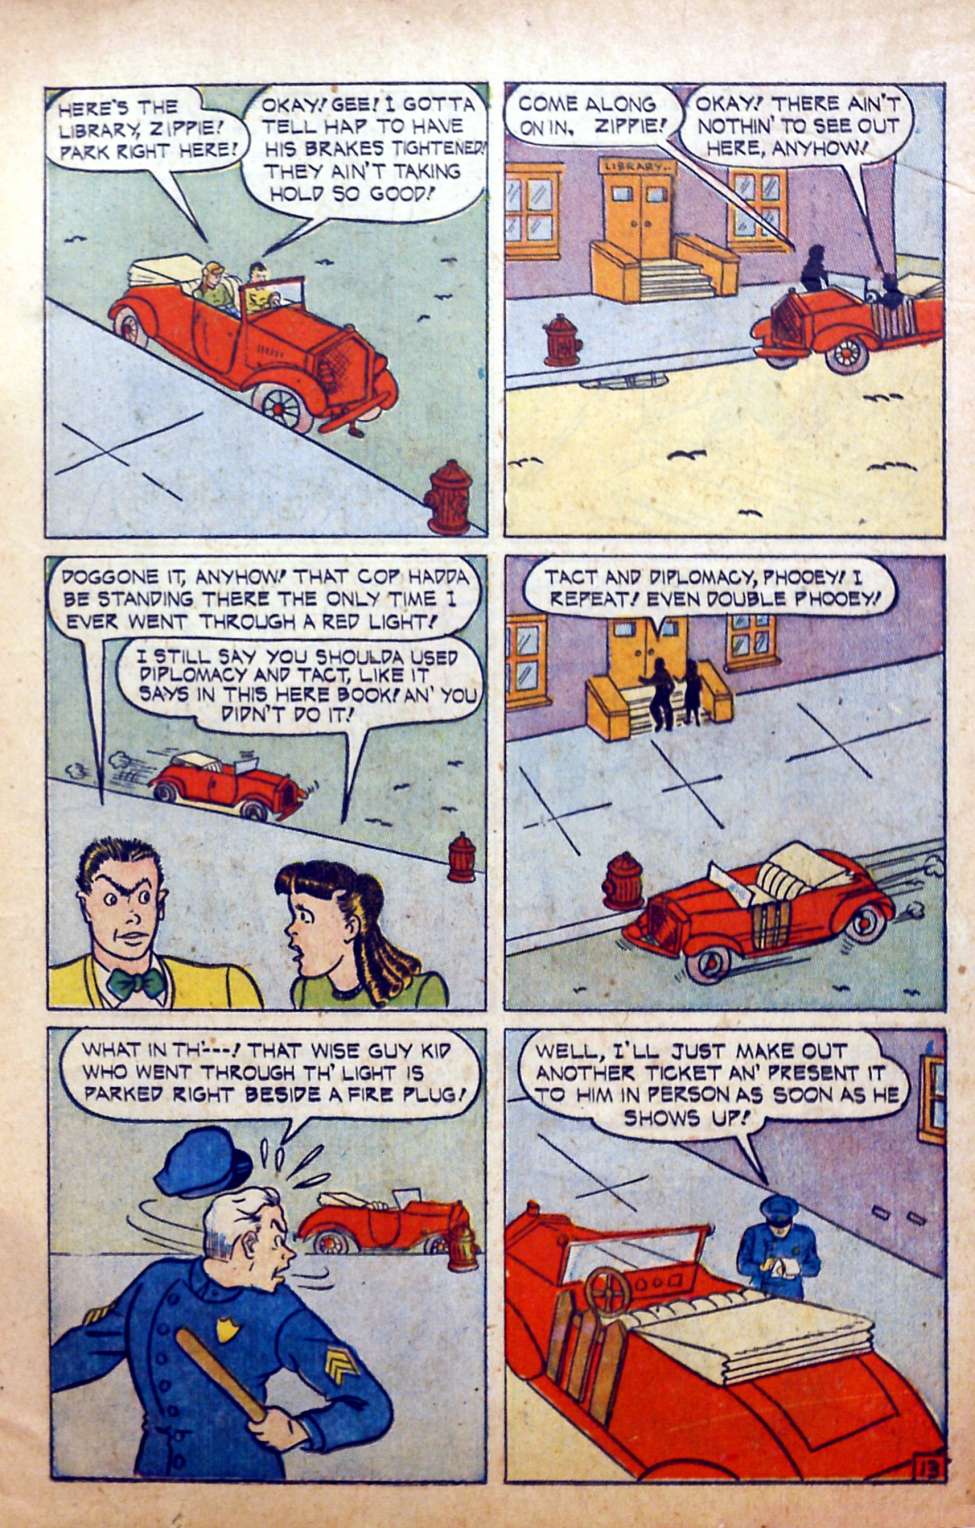 HERE'S THE
LIBRARY, ZIPPIE!
PARK RIGHT HERE!
OKAY! GEE! I GOTTA
TELL HAP TO HAVE
HIS BRAKES TIGHTENED!
THEY AIN'T TAKING
HOLD SO GOOD!
COME ALONG
ON IN, ZIPPIE!
OKAY! THERE AIN'T
NOTHIN' TO SEE OUT
HERE, ANYHOW!
LIBRARY..
DOGGONE IT, ANYHOW! THAT COP HADDA
BE STANDING THERE THE ONLY TIME I
EVER WENT THROUGH A RED LIGHT!
I STILL SAY YOU SHOULDA USED
DIPLOMACY AND TACT, LIKE IT
SAYS IN THIS HERE BOOK! AN' YOU
DIDN'T DO IT!
TACT AND DIPLOMACY, PHOOEY! I
REPEAT! EVEN DOUBLE PHOOEY!
WHAT IN TH'---! THAT WISE GUY KID
WHO WENT THROUGH TH' LIGHT IS
PARKED RIGHT BESIDE A FIRE PLUG!
WELL, I'LL JUST MAKE OUT
ANOTHER TICKET AN' PRESENT IT
TO HIM IN PERSON AS SOON AS HE
SHOWS UP!
13